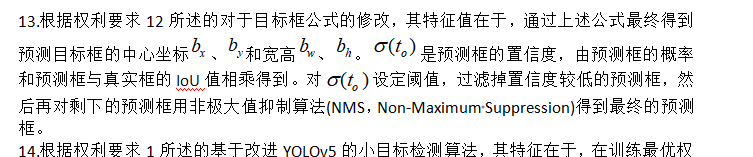 13.根据权利要求 12 所述的对于目标框公式的修改，其特征值在于，通过上述公式最终得到
预测目标框的中心坐标 bx 、 by 和宽高 bw 、 bh 。 σ(to) 是预测框的置信度，由预测框的概率
和预测框与真实框的 IoU 值相乘得到。对 σ(to) 设定阈值，过滤掉置信度较低的预测框，然
后再对剩下的预测框用非极大值抑制算法(NMS，Non-Maximum Suppression)得到最终的预测
框。
14.根据权利要求 1 所述的基于改进 YOLOv5 的小目标检测算法，其特征在于，在训练最优权